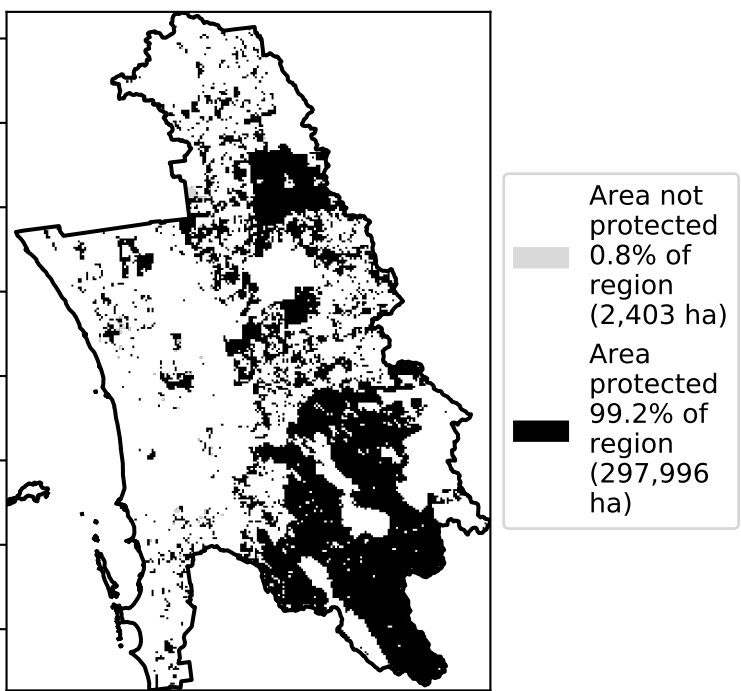 Area not
protected
0.8% of
region
(2,403 ha)
Area
protected
99.2% of
region
(297,996
ha)